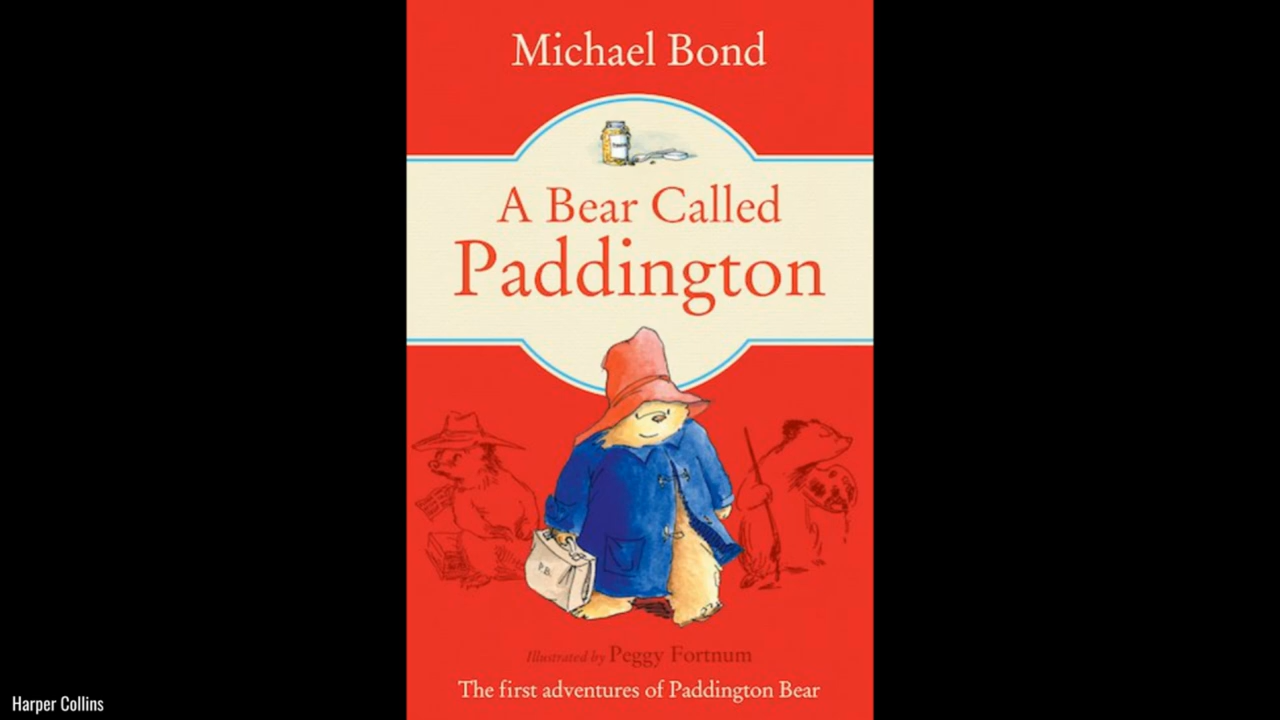 Michael Bond
A Bear Called
Paddington
P.B.
Illustrated by Peggy Fortnum
The first adventures of Paddington Bear
Harper Collins